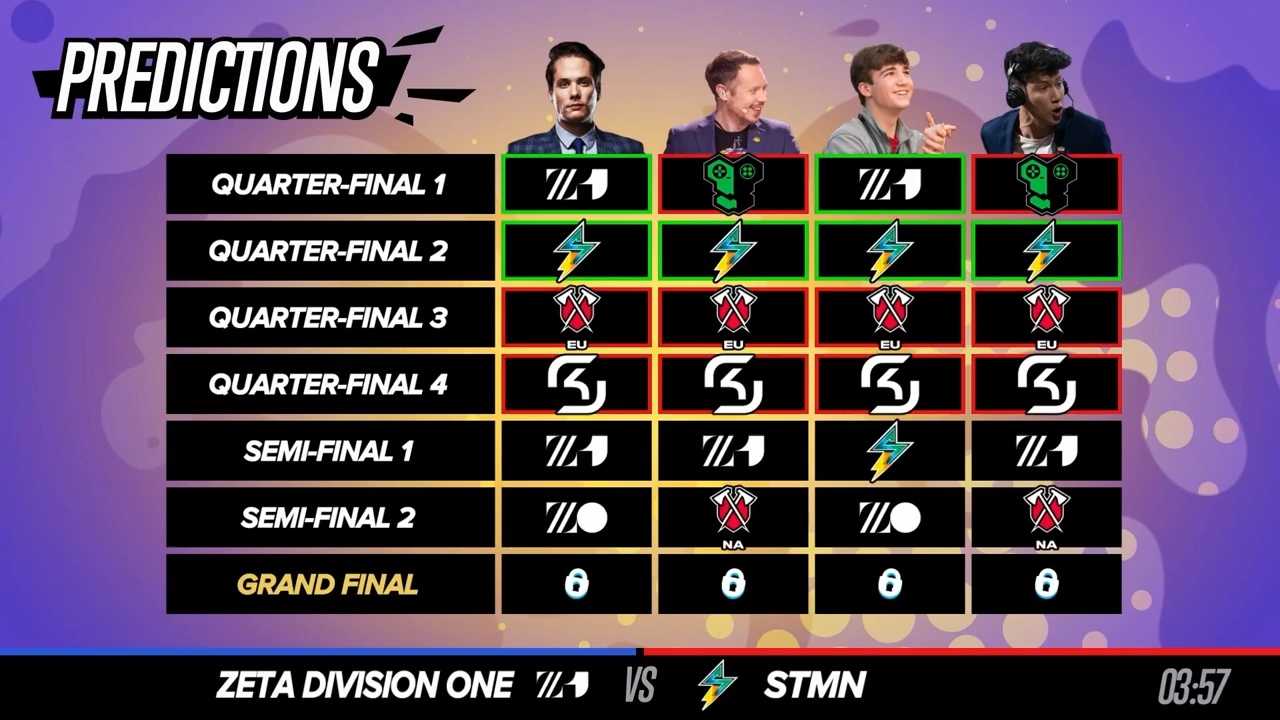 PREDICTIONS
QUARTER-FINAL 1
QUARTER-FINAL 2
QUARTER-FINAL 3
EU EU EU EU
QUARTER-FINAL 4
SEMI-FINAL 1
SEMI-FINAL 2
NA NA
GRAND FINAL
ZETA DIVISION ONE VS STMN 03:57